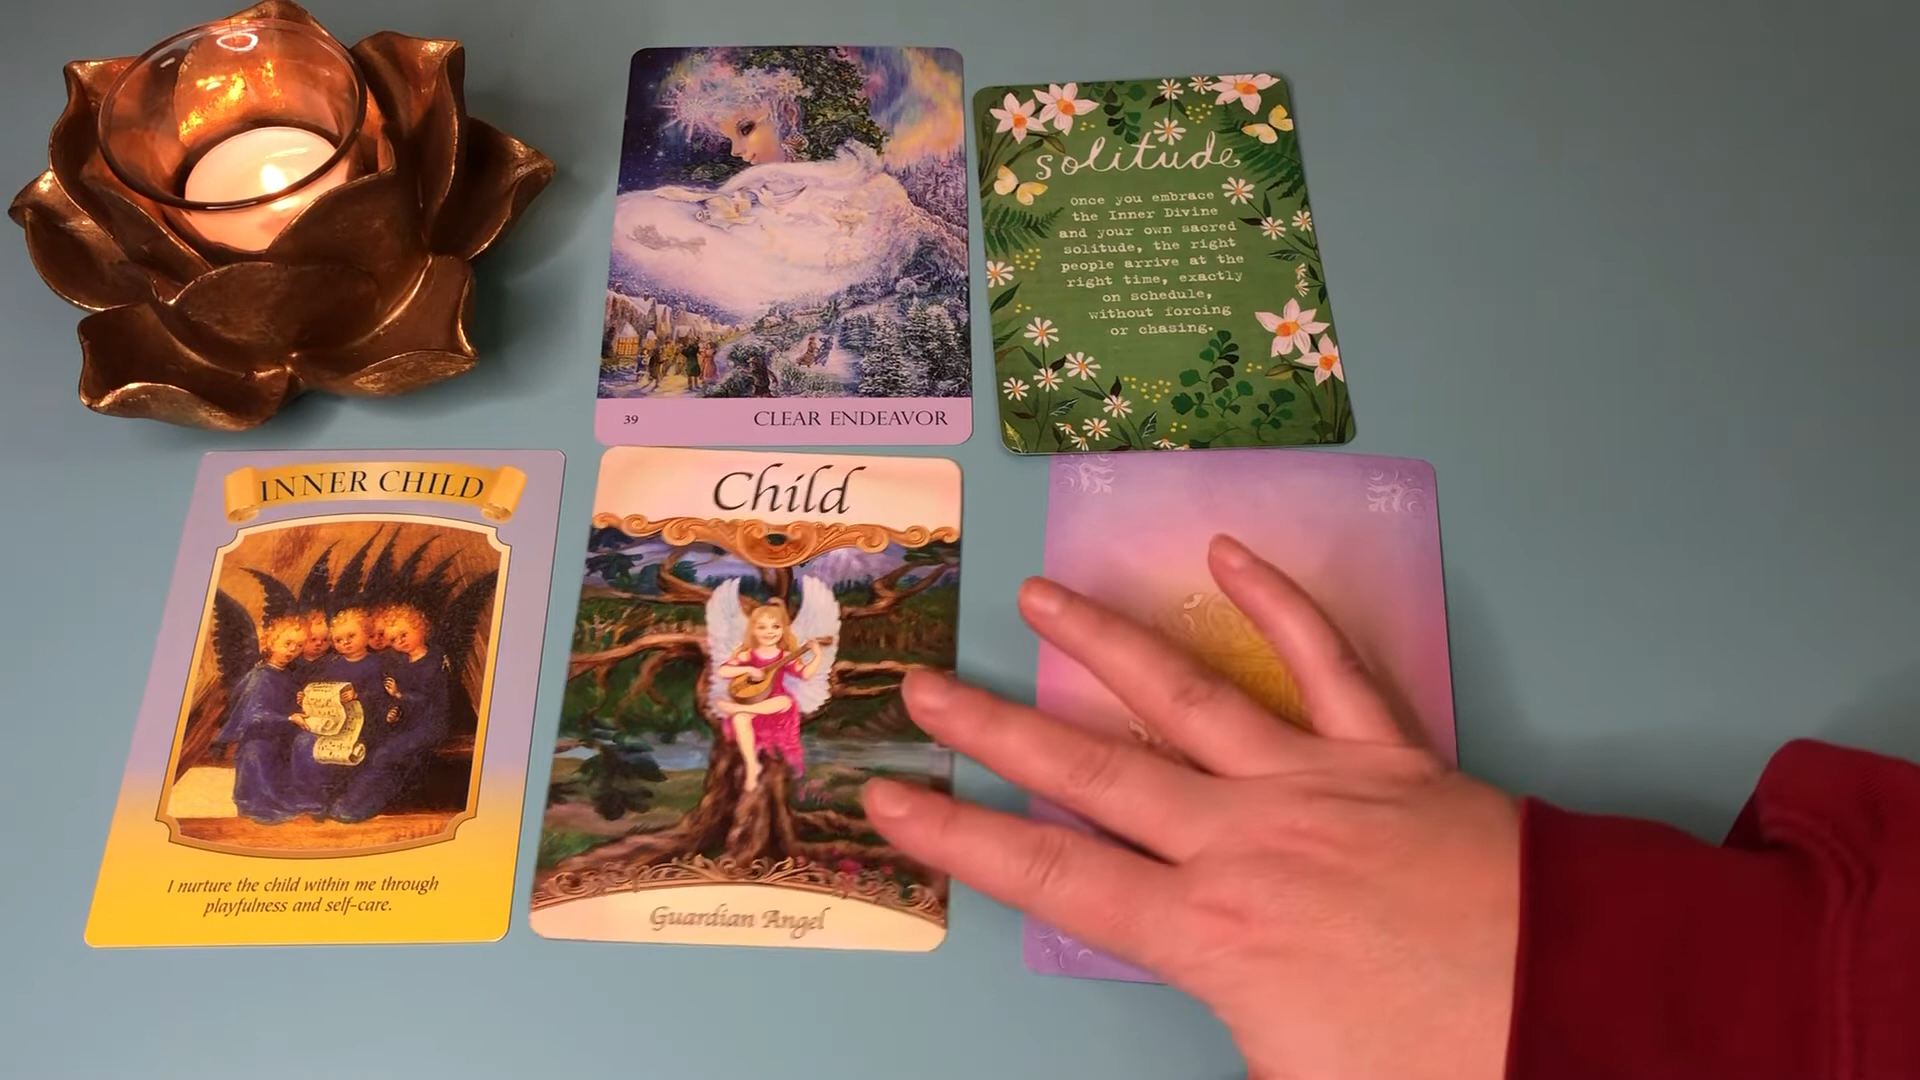 39 CLEAR ENDEAVOR
solitude
Once you embrace
the Inner Divine
and your own sacred
solitude, the right
people arrive at the
right time, exactly
on schedule,
without forcing
or chasing.
INNER CHILD
I nurture the child within me through
playfulness and self-care.
Child
Guardian Angel